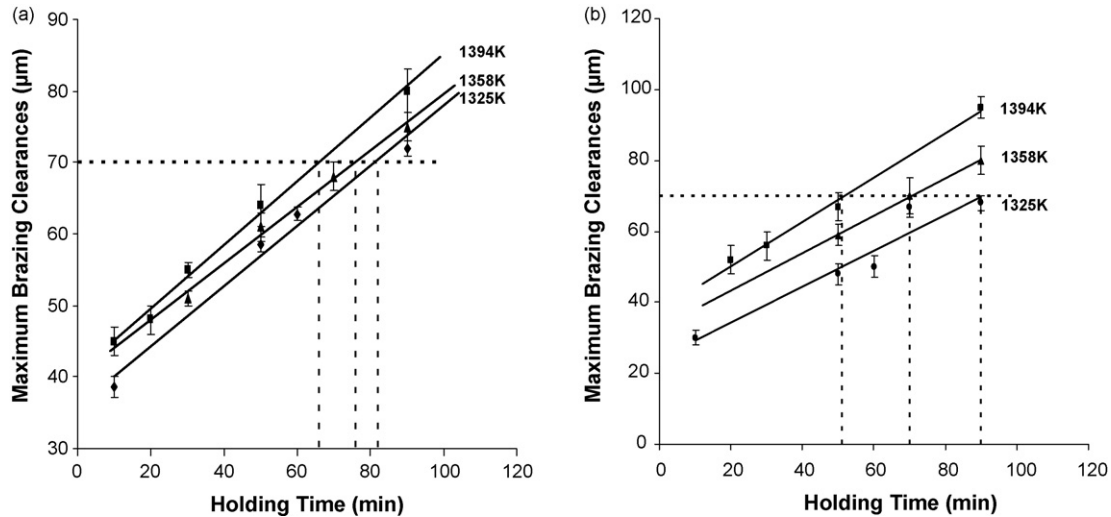 (a)
Maximum Brazing Clearances (µm)
90
80
70
60
50
40
30
1394K
1358K
1325K
0 20 40 60 80 100 120
Holding Time (min)
(b)
Maximum Brazing Clearances (µm)
120
100
80
60
40
20
0
1394K
1358K
1325K
0 20 40 60 80 100 120
Holding Time (min)